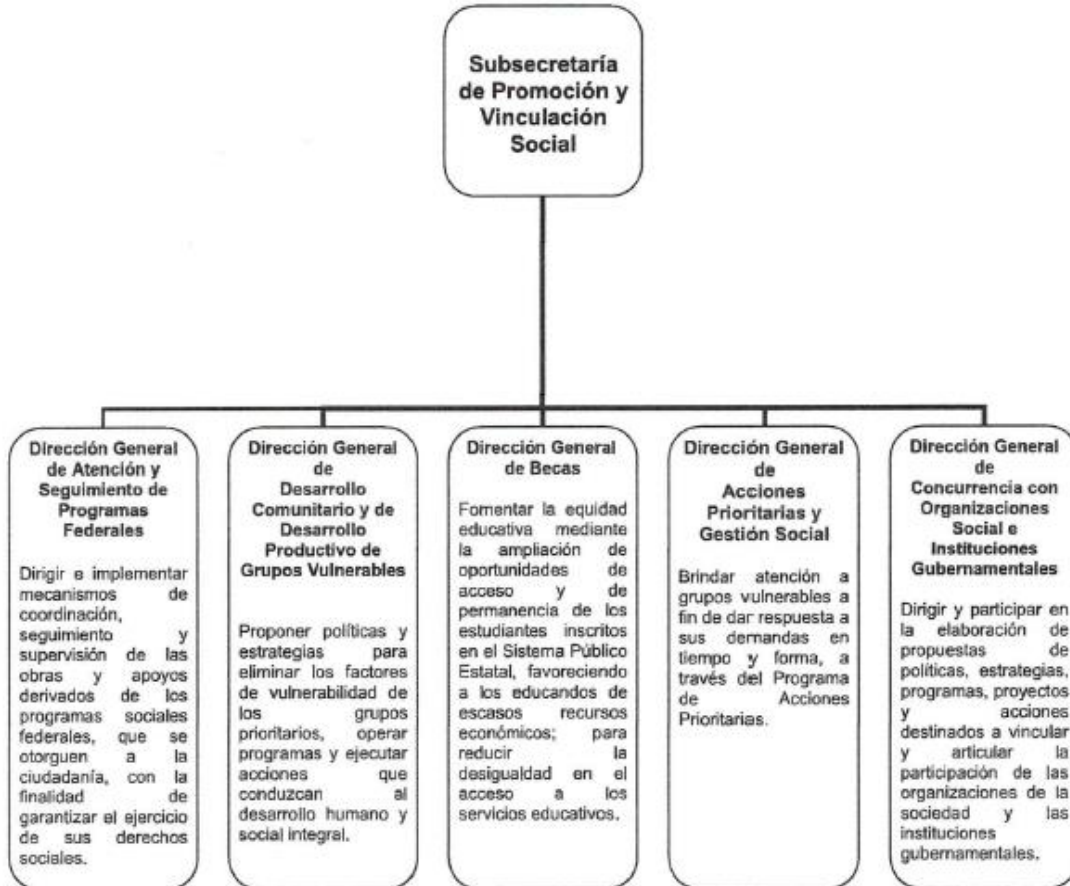 Subsecretaría
de Promoción y
Vinculación
Social
Dirección General
de Atención y
Seguimiento de
Programas
Federales
Dirigir e implementar
mecanismos de
coordinación,
seguimiento y
supervisión de las
obras y apoyos
derivados de los
programas sociales
federales, que se
otorguen a la
ciudadanía, con la
finalidad de
garantizar el ejercicio
de sus derechos
sociales.
Dirección General
de
Desarrollo
Comunitario y de
Desarrollo
Productivo de
Grupos Vulnerables
Proponer políticas y
estrategias para
eliminar los factores
de vulnerabilidad de
los grupos
prioritarios, operar
programas y ejecutar
acciones que
conduzcan al
desarrollo humano y
social integral.
Dirección General
de Becas
Fomentar la equidad
educativa mediante
la ampliación de
oportunidades de
acceso y de
permanencia de los
estudiantes inscritos
en el Sistema Público
Estatal, favoreciendo
a los educandos de
escasos recursos
económicos; para
reducir la
desigualdad en el
acceso a los
servicios educativos.
Dirección General
de
Acciones
Prioritarias y
Gestión Social
Brindar atención a
grupos vulnerables a
fin de dar respuesta a
sus demandas en
tiempo y forma, a
través del Programa
de Acciones
Prioritarias.
Dirección General
de
Concurrencia con
Organizaciones
Social e
Instituciones
Gubernamentales
Dirigir y participar en
la elaboración de
propuestas de
políticas, estrategias,
programas, proyectos
y acciones
destinados a vincular
y articular la
participación de las
organizaciones de la
sociedad y las
instituciones
gubernamentales.